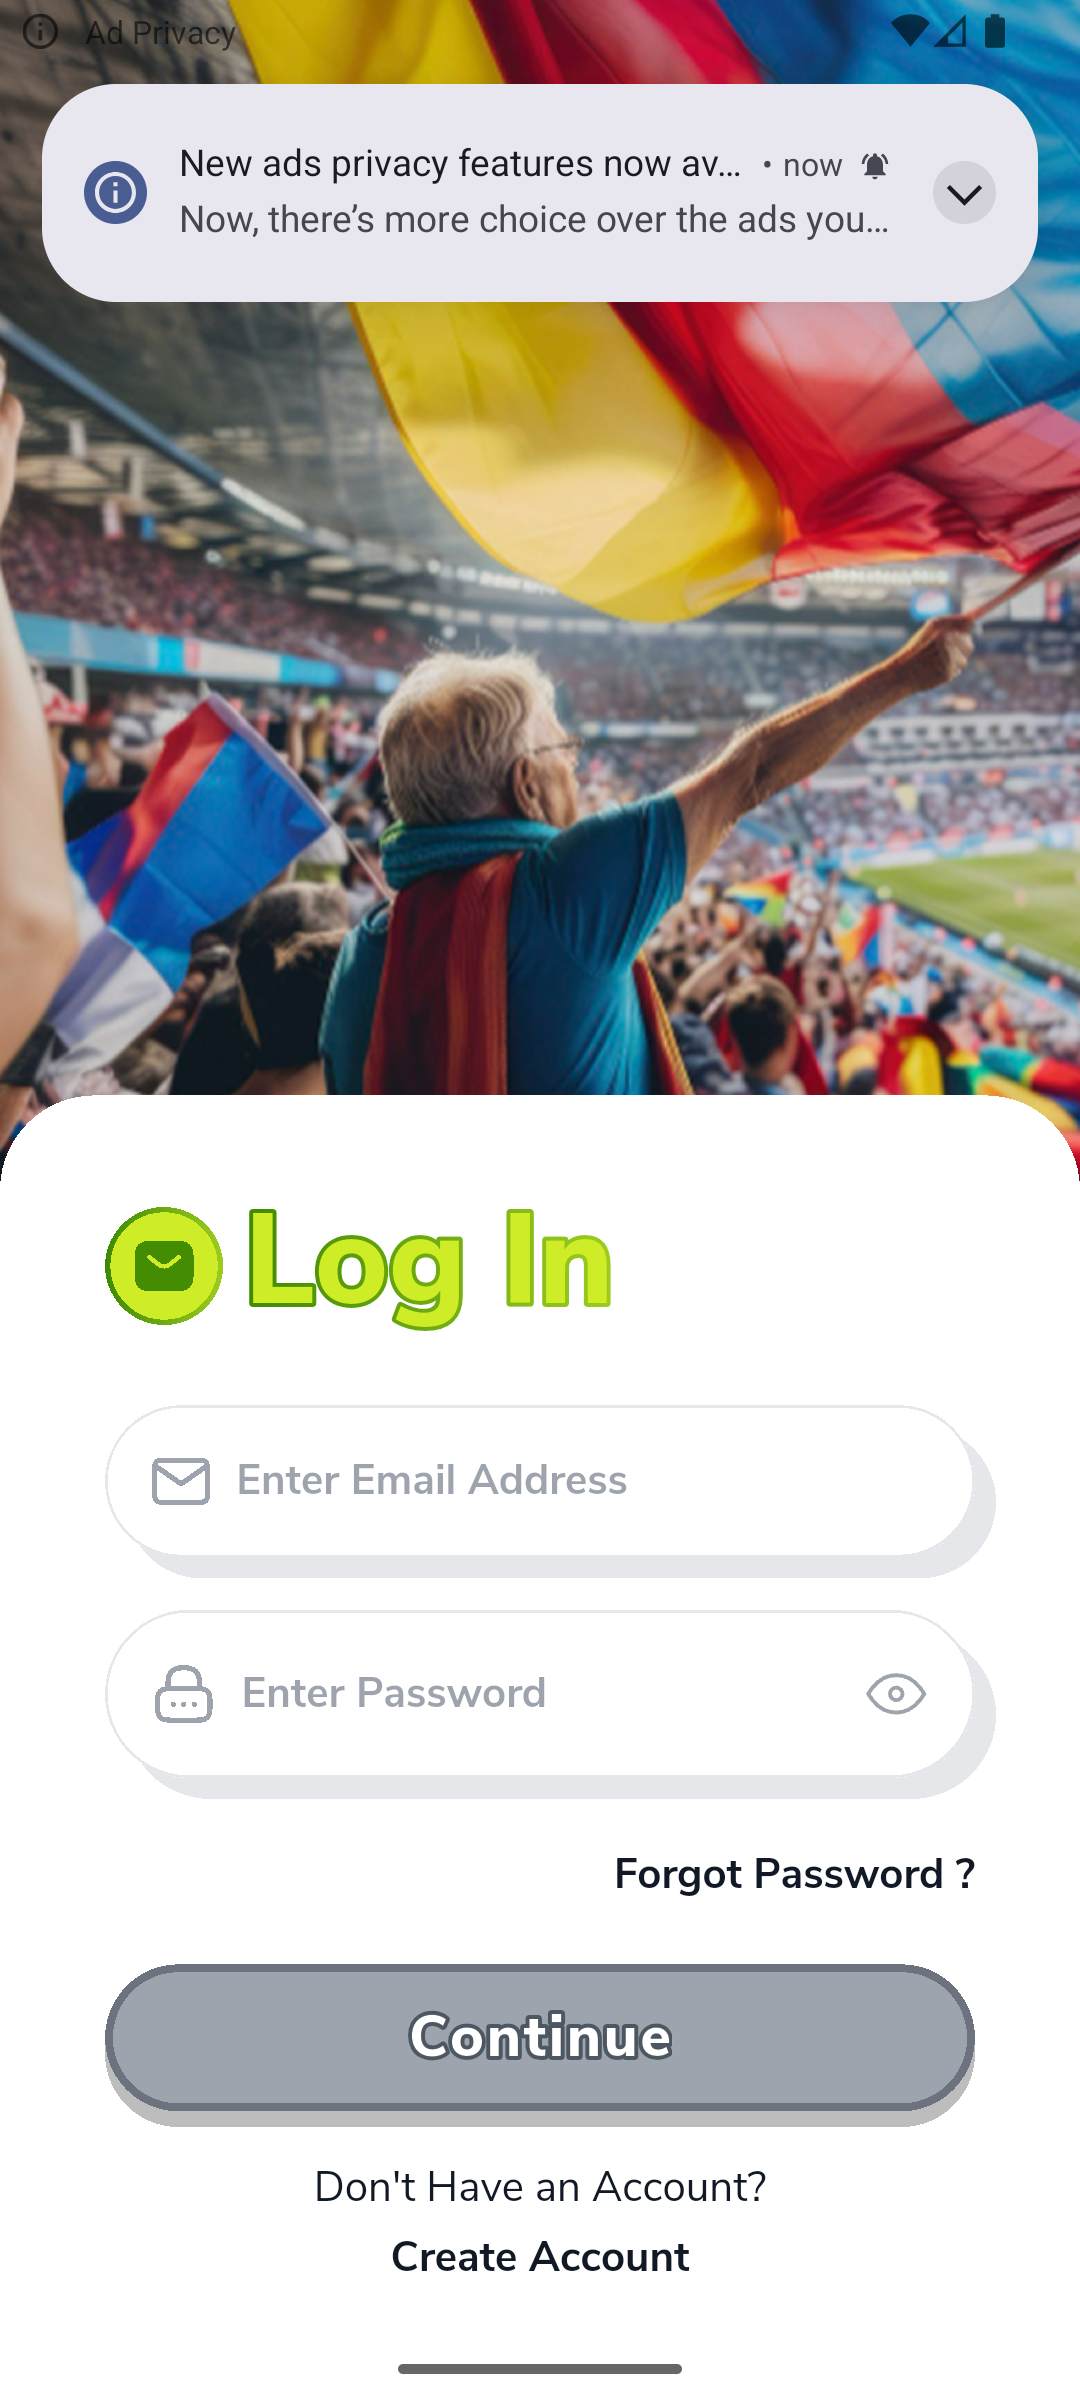 Ad Privacy
New ads privacy features now av... • now
Now, there’s more choice over the ads you...
Log In
Enter Email Address
Enter Password
Forgot Password ?
Continue
Don't Have an Account?
Create Account